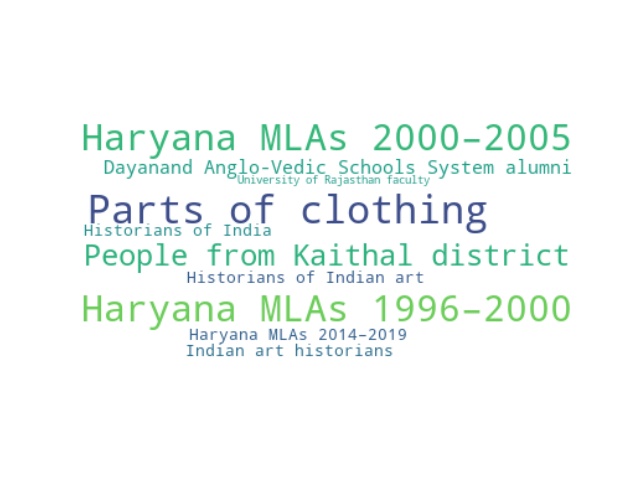 Haryana MLAs 2000–2005
Dayanand Anglo-Vedic Schools System alumni
University of Rajasthan faculty
Parts of clothing
Historians of India
People from Kaithal district
Historians of Indian art
Haryana MLAs 1996–2000
Haryana MLAs 2014–2019
Indian art historians